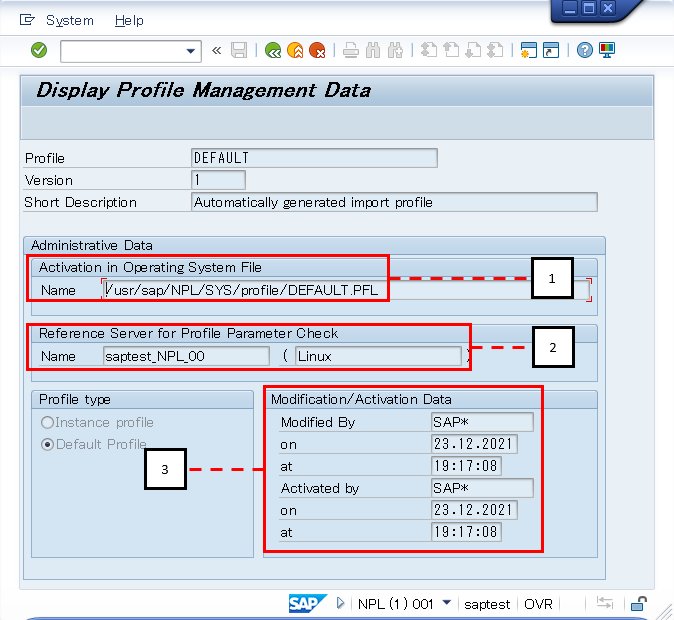 System Help
Display Profile Management Data
Profile DEFAULT
Version 1
Short Description Automatically generated import profile
Administrative Data
Activation in Operating System File
Name /usr/sap/NPL/SYS/profile/DEFAULT.PFL
1
Reference Server for Profile Parameter Check
Name saptest_NPL_00 ( Linux )
2
Profile type
Instance profile
Default Profile
3
Modification/Activation Data
Modified By SAP*
on 23.12.2021
at 19:17:08
Activated by SAP*
on 23.12.2021
at 19:17:08
SAP NPL (1) 001 saptest OVR